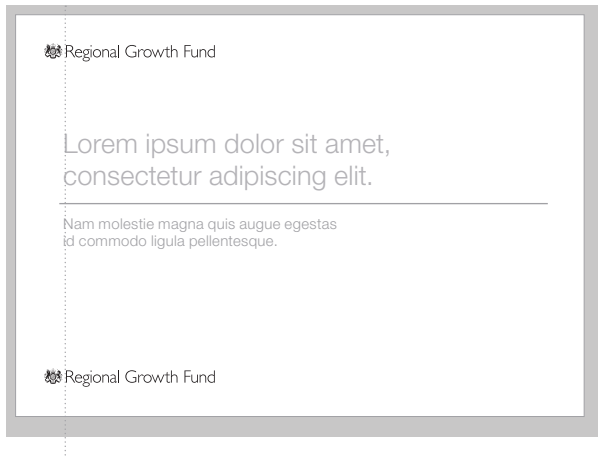 Regional Growth Fund
Lorem ipsum dolor sit amet,
consectetur adipiscing elit.
Nam molestie magna quis augue egestas
id commodo ligula pellentesque.
Regional Growth Fund